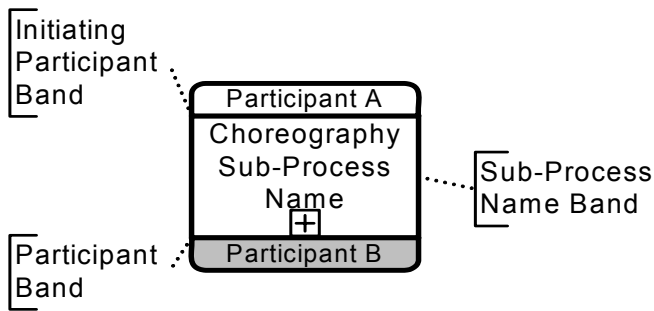 Initiating
Participant
Band
Participant A
Choreography
Sub-Process
Name
Participant B
Sub-Process
Name Band
Participant
Band